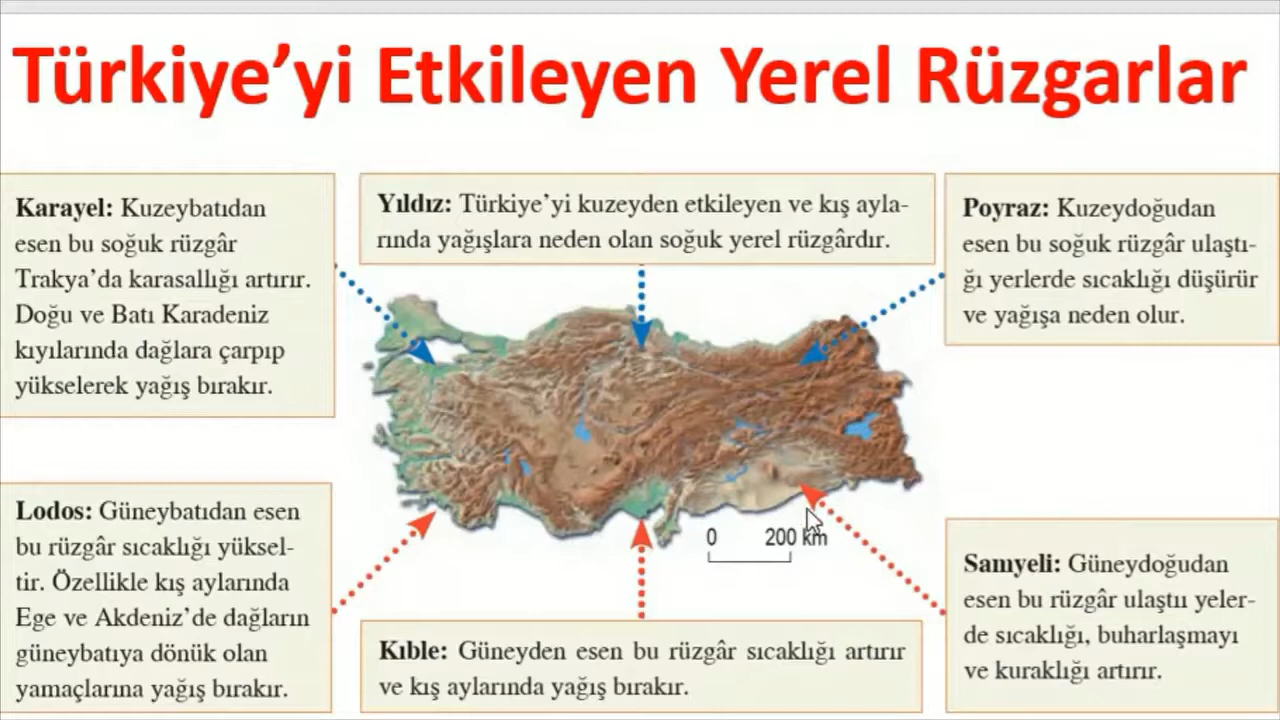 Türkiye'yi Etkileyen Yerel Rüzgarlar
Karayel: Kuzeybatıdan
esen bu soğuk rüzgâr
Trakya'da karasallığı artırır.
Doğu ve Batı Karadeniz
kıyılarında dağlara çarpıp
yükselerek yağış bırakır.
Yıldız: Türkiye'yi kuzeyden etkileyen ve kış ayla-
rında yağışlara neden olan soğuk yerel rüzgârdır.
Poyraz: Kuzeydoğudan
esen bu soğuk rüzgâr ulaştı-
ğı yerlerde sıcaklığı düşürür
ve yağışa neden olur.
Lodos: Güneybatıdan esen
bu rüzgâr sıcaklığı yüksel-
tir. Özellikle kış aylarında
Ege ve Akdeniz'de dağların
güneybatıya dönük olan
yamaçlarına yağış bırakır.
0 200 km
Kıble: Güneyden esen bu rüzgâr sıcaklığı artırır
ve kış aylarında yağış bırakır.
Samyeli: Güneydoğudan
esen bu rüzgâr ulaştıı yeler-
de sıcaklığı, buharlaşmayı
ve kuraklığı artırır.